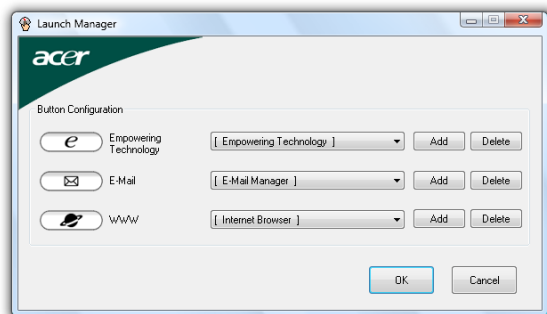 Launch Manager
acer
Button Configuration
e
Empowering
Technology
[ Empowering Technology ]
Add
Delete
E-Mail
[ E-Mail Manager ]
Add
Delete
WWW
[ Internet Browser ]
Add
Delete
OK
Cancel